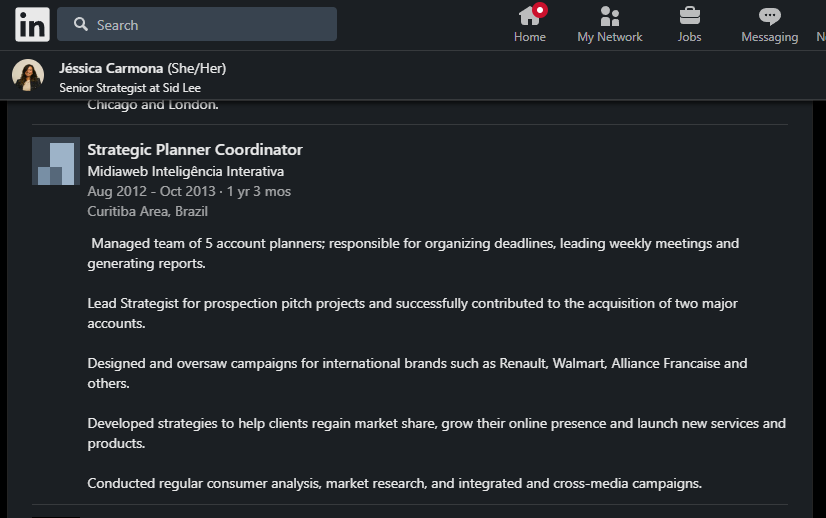 in
Search
Home
My Network
Jobs
Messaging
Jéssica Carmona (She/Her)
Senior Strategist at Sid Lee
Chicago and London.
Strategic Planner Coordinator
Midiaweb Inteligência Interativa
Aug 2012 - Oct 2013 · 1 yr 3 mos
Curitiba Area, Brazil
Managed team of 5 account planners; responsible for organizing deadlines, leading weekly meetings and
generating reports.
Lead Strategist for prospection pitch projects and successfully contributed to the acquisition of two major
accounts.
Designed and oversaw campaigns for international brands such as Renault, Walmart, Alliance Francaise and
others.
Developed strategies to help clients regain market share, grow their online presence and launch new services and
products.
Conducted regular consumer analysis, market research, and integrated and cross-media campaigns.